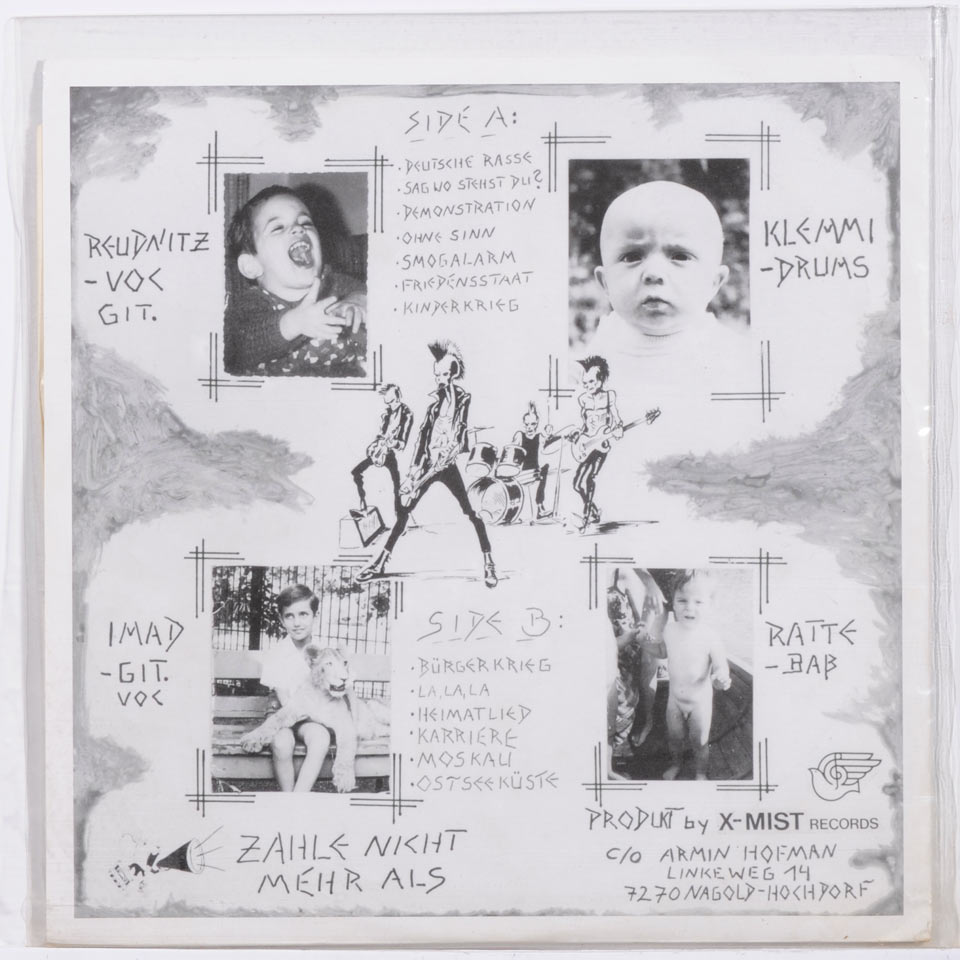 SIDE A:
· DEUTSCHE RASSE
· SAG WO STEHST DU?
· DEMONSTRATION
· OHNE SINN
· SMOGALARM
· FRIEDENSSTAAT
· KINDERKRIEG
REUDNITZ
- VOC
GIT.
KLEMMI
- DRUMS
IMAD
- GIT.
VOC
SIDE B:
· BÜRGERKRIEG
· LA, LA, LA
· HEIMATLIED
· KARRIERE
· MOSKAU
· OSTSEEKÜSTE
RATTE
- BAß
ZAHLE NICHT
MEHR ALS
PRODUKT by X-MIST RECORDS
C/O ARMIN HOFMAN
LINKEWEG 14
7270 NAGOLD-HOCHDORF